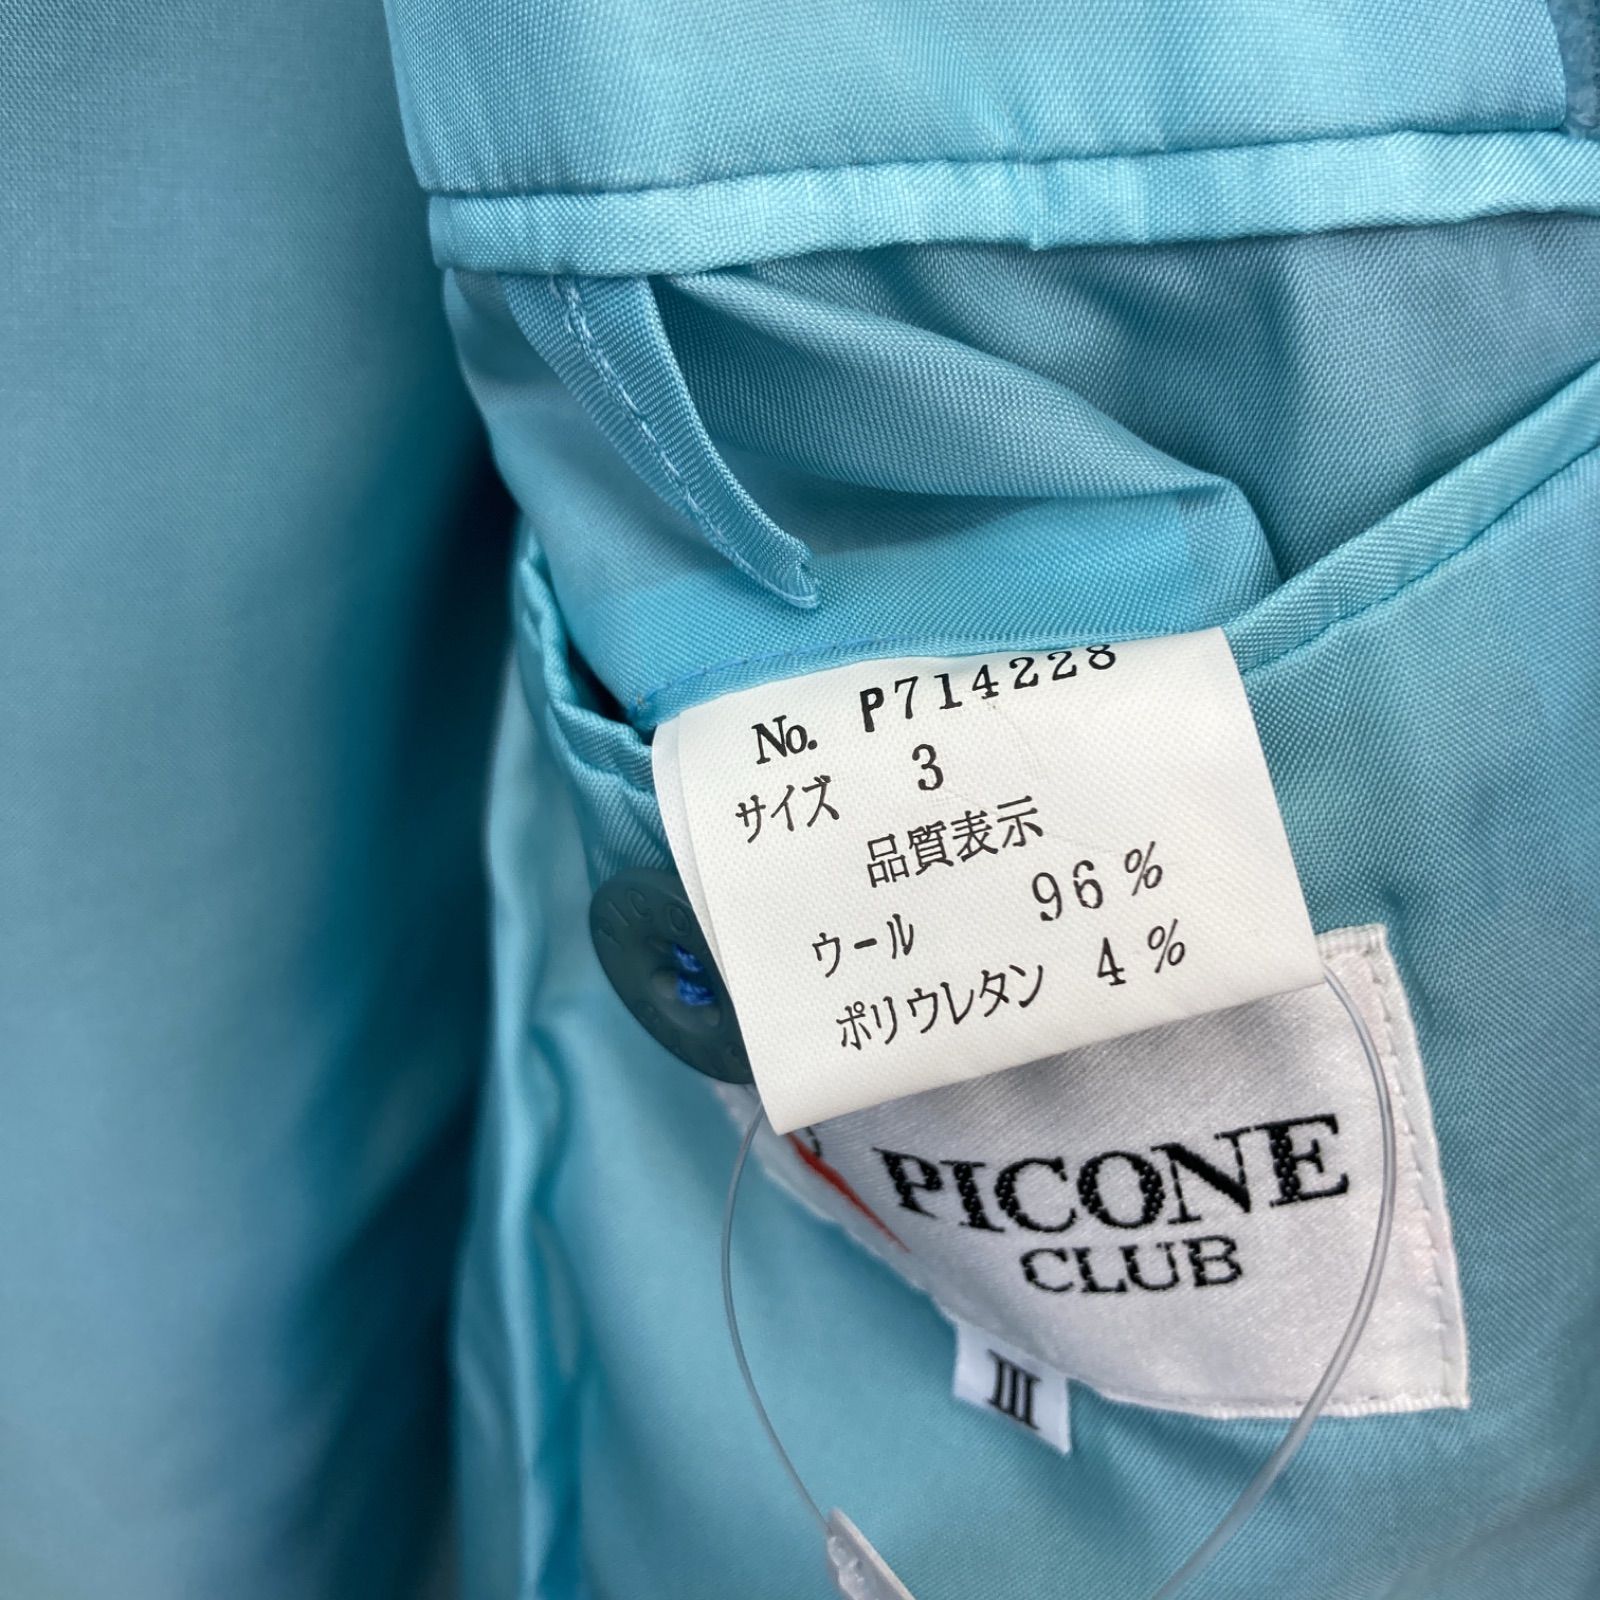 No. P714228
サイズ 3
品質表示
ウール 96%
ポリウレタン 4%
PICONE
CLUB
III